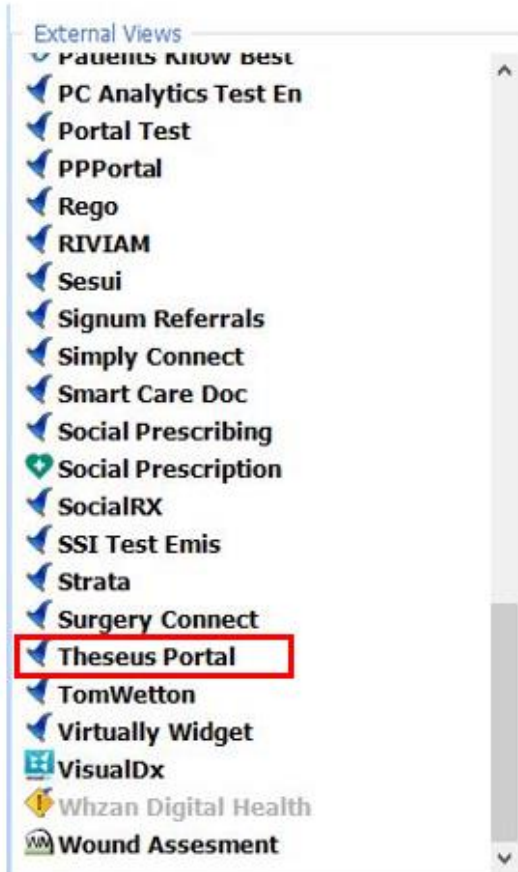 External Views
Patients Know Best
PC Analytics Test En
Portal Test
PPPortal
Rego
RIVIAM
Sesui
Signum Referrals
Simply Connect
Smart Care Doc
Social Prescribing
Social Prescription
SocialRX
SSI Test Emis
Strata
Surgery Connect
Theseus Portal
TomWetton
Virtually Widget
VisualDx
Whzan Digital Health
Wound Assesment